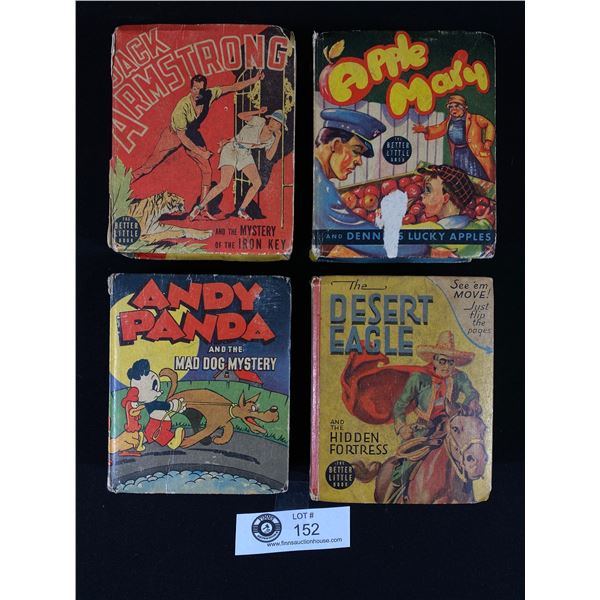 JACK
ARMSTRONG
THE
BETTER
LITTLE
BOOK
AND THE MYSTERY
OF THE IRON KEY
Apple
Mary
THE
BETTER
LITTLE
BOOK
AND DENN S LUCKY APPLES
ANDY
PANDA
AND THE
MAD DOG MYSTERY
The
DESERT
EAGLE
See 'em
MOVE!
Just
flip
the
pages
AND
THE
HIDDEN
FORTRESS
THE
BETTER
LITTLE
BOOK
LOT #
152
www.finnsauctionhouse.com